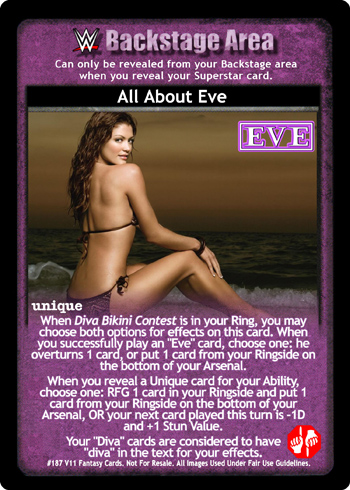 W Backstage Area
Can only be revealed from your Backstage area
when you reveal your Superstar card.
All About Eve
EVE
unique
When Diva Bikini Contest is in your Ring, you may
choose both options for effects on this card. When
you successfully play an "Eve" card, choose one: he
overturns 1 card, or put 1 card from your Ringside on
the bottom of your Arsenal.
When you reveal a Unique card for your Ability,
choose one: RFG 1 card in your Ringside and put 1
card from your Ringside on the bottom of your
Arsenal, OR your next card played this turn is -1D
and +1 Stun Value.
Your "Diva" cards are considered to have
"diva" in the text for your effects.
#187 V11 Fantasy Cards. Not For Resale. All Images Used Under Fair Use Guidelines.